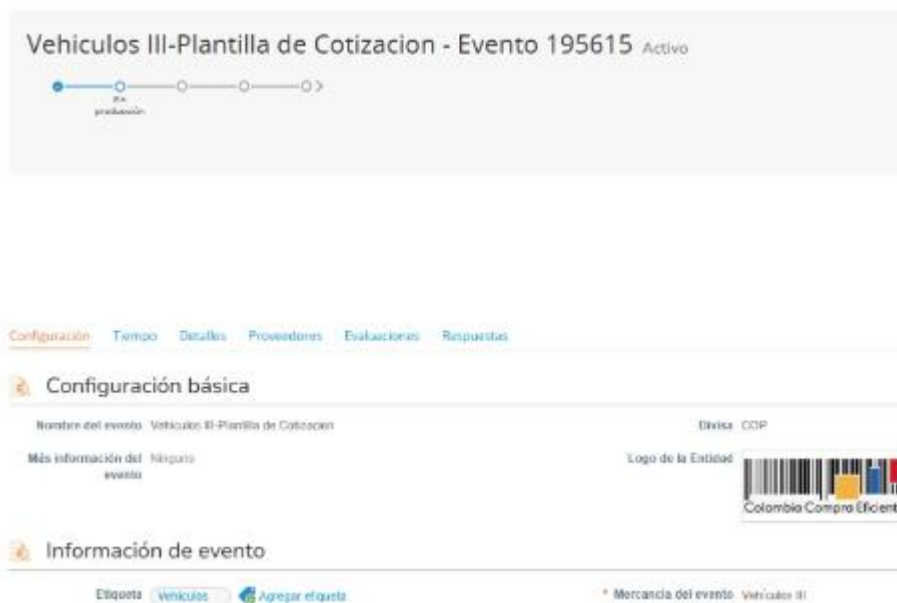 Vehiculos III-Plantilla de Cotizacion - Evento 195615 Activo
En
producción
Configuración Tiempo Detalles Proveedores Evaluaciones Respuestas
Configuración básica
Nombre del evento Vehiculos III-Plantilla de Cotizacion Divisa COP
Más información del evento Ninguno Logo de la Entidad
Colombia Compra Eficient
Información de evento
Etiqueta Vehiculos Agregar etiqueta * Mercancía del evento Vehículos III